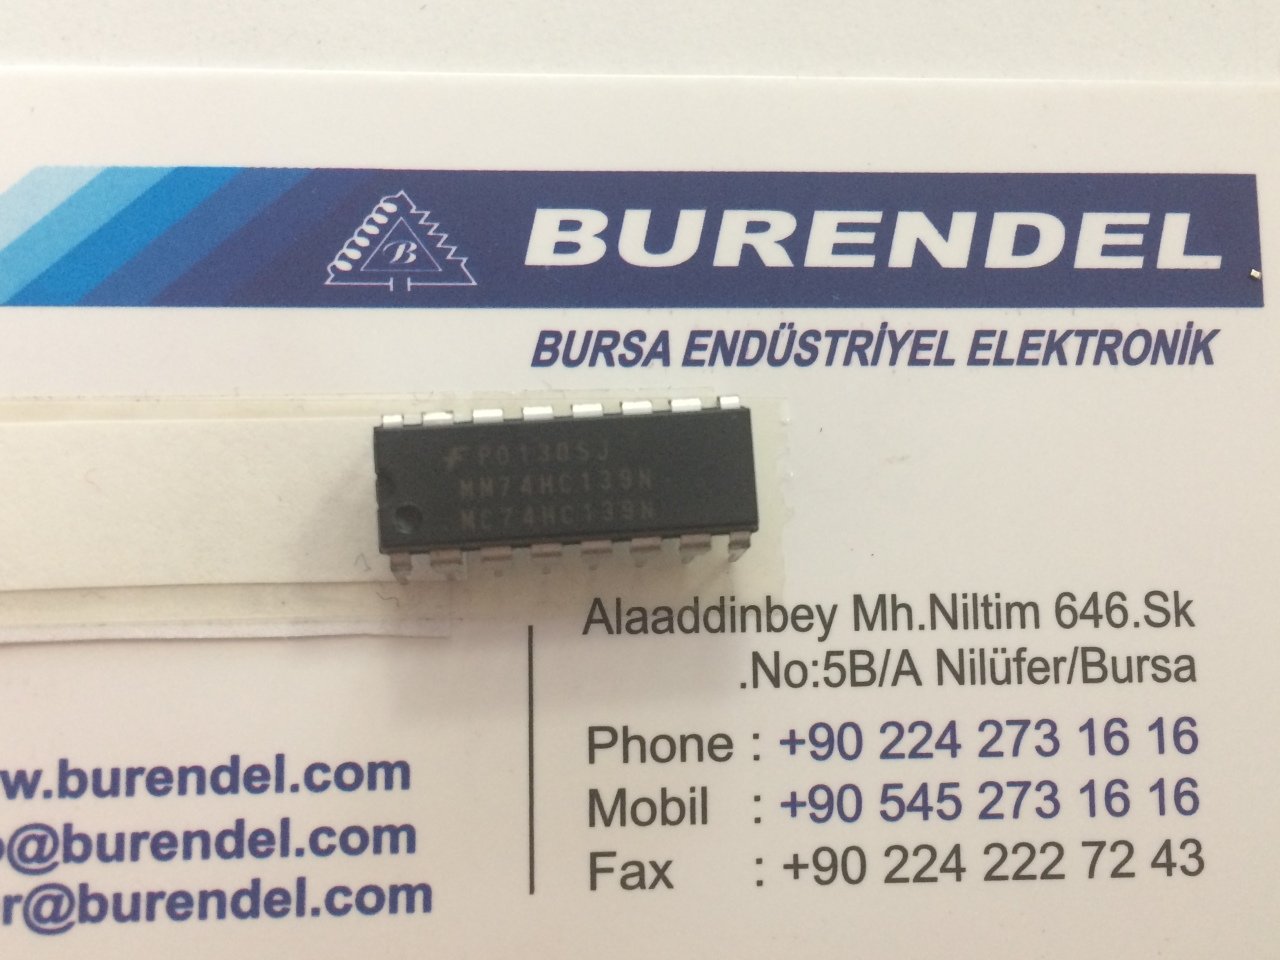 B
BURENDEL
BURSA ENDÜSTRİYEL ELEKTRONİK
P0130SJ
MM74HC139N
MC74HC139N
1
Alaaddinbey Mh.Niltim 646.Sk
.No:5B/A Nilüfer/Bursa
Phone : +90 224 273 16 16
Mobil : +90 545 273 16 16
Fax : +90 224 222 72 43
w.burendel.com
@burendel.com
r@burendel.com